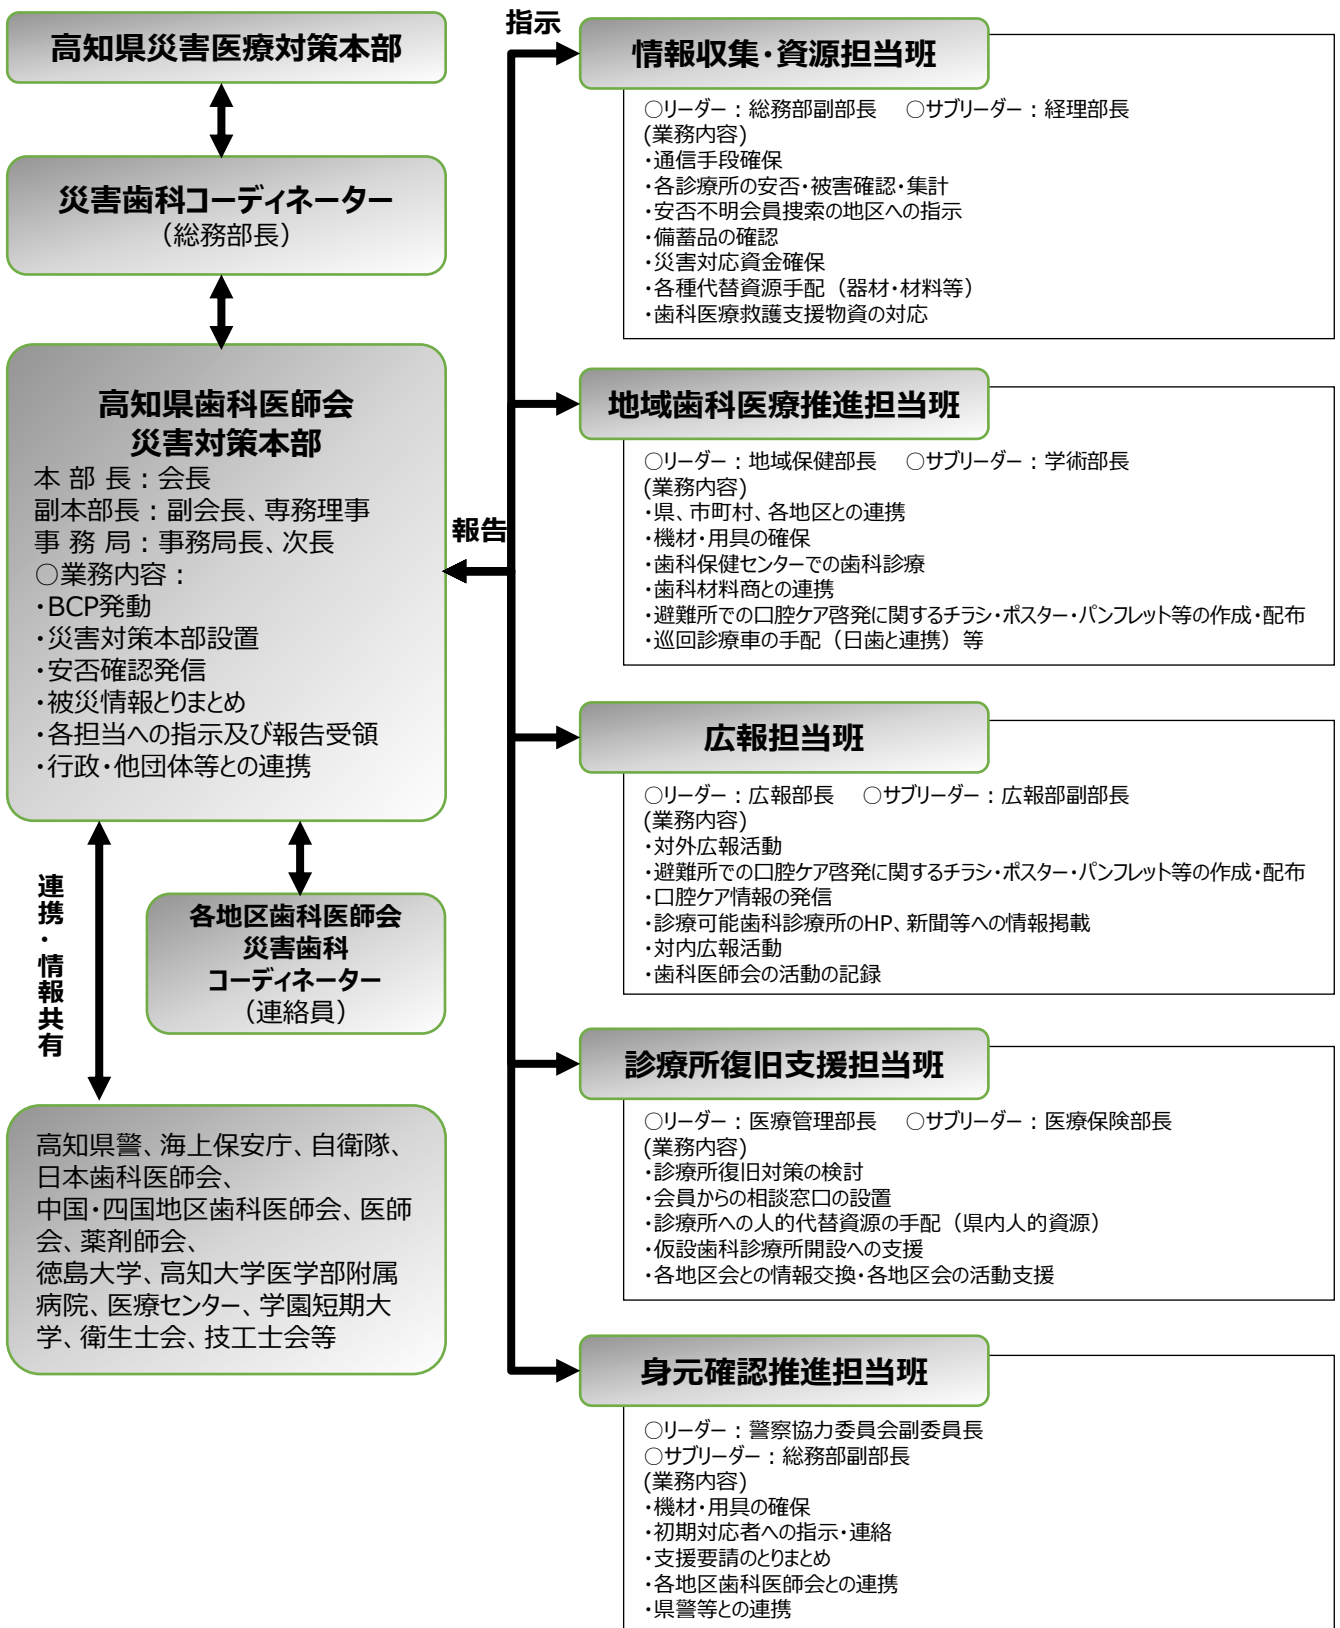 高知県災害医療対策本部
災害歯科コーディネーター
（総務部長）
高知県歯科医師会
災害対策本部
本 部 長：会長
副本部長：副会長、専務理事
事 務 局：事務局長、次長
○業務内容：
・BCP発動
・災害対策本部設置
・安否確認発信
・被災情報とりまとめ
・各担当への指示及び報告受領
・行政・他団体等との連携
連携・情報共有
各地区歯科医師会
災害歯科
コーディネーター
（連絡員）
高知県警、海上保安庁、自衛隊、
日本歯科医師会、
中国・四国地区歯科医師会、医師
会、薬剤師会、
徳島大学、高知大学医学部附属
病院、医療センター、学園短期大
学、衛生士会、技工士会等
指示
報告
情報収集・資源担当班
○リーダー：総務部副部長　○サブリーダー：経理部長
(業務内容)
・通信手段確保
・各診療所の安否・被害確認・集計
・安否不明会員捜索の地区への指示
・備蓄品の確認
・災害対応資金確保
・各種代替資源手配（器材・材料等）
・歯科医療救護支援物資の対応
地域歯科医療推進担当班
○リーダー：地域保健部長　○サブリーダー：学術部長
(業務内容)
・県、市町村、各地区との連携
・機材・用具の確保
・歯科保健センターでの歯科診療
・歯科材料商との連携
・避難所での口腔ケア啓発に関するチラシ・ポスター・パンフレット等の作成・配布
・巡回診療車の手配（日歯と連携）等
広報担当班
○リーダー：広報部長　○サブリーダー：広報部副部長
(業務内容)
・対外広報活動
・避難所での口腔ケア啓発に関するチラシ・ポスター・パンフレット等の作成・配布
・口腔ケア情報の発信
・診療可能歯科診療所のHP、新聞等への情報掲載
・対内広報活動
・歯科医師会の活動の記録
診療所復旧支援担当班
○リーダー：医療管理部長　○サブリーダー：医療保険部長
(業務内容)
・診療所復旧対策の検討
・会員からの相談窓口の設置
・診療所への人的代替資源の手配（県内人的資源）
・仮設歯科診療所開設への支援
・各地区会との情報交換・各地区会の活動支援
身元確認推進担当班
○リーダー：警察協力委員会副委員長
○サブリーダー：総務部副部長
(業務内容)
・機材・用具の確保
・初期対応者への指示・連絡
・支援要請のとりまとめ
・各地区歯科医師会との連携
・県警等との連携